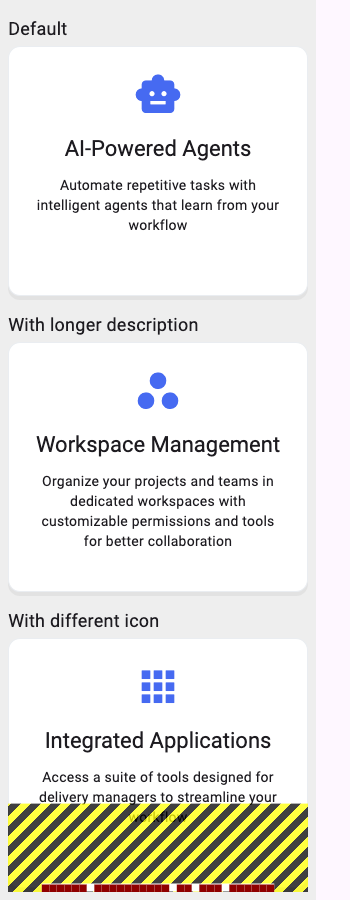 Default
AI-Powered Agents
Automate repetitive tasks with
intelligent agents that learn from your
workflow
With longer description
Workspace Management
Organize your projects and teams in
dedicated workspaces with
customizable permissions and tools
for better collaboration
With different icon
Integrated Applications
Access a suite of tools designed for
delivery managers to streamline your
workflow